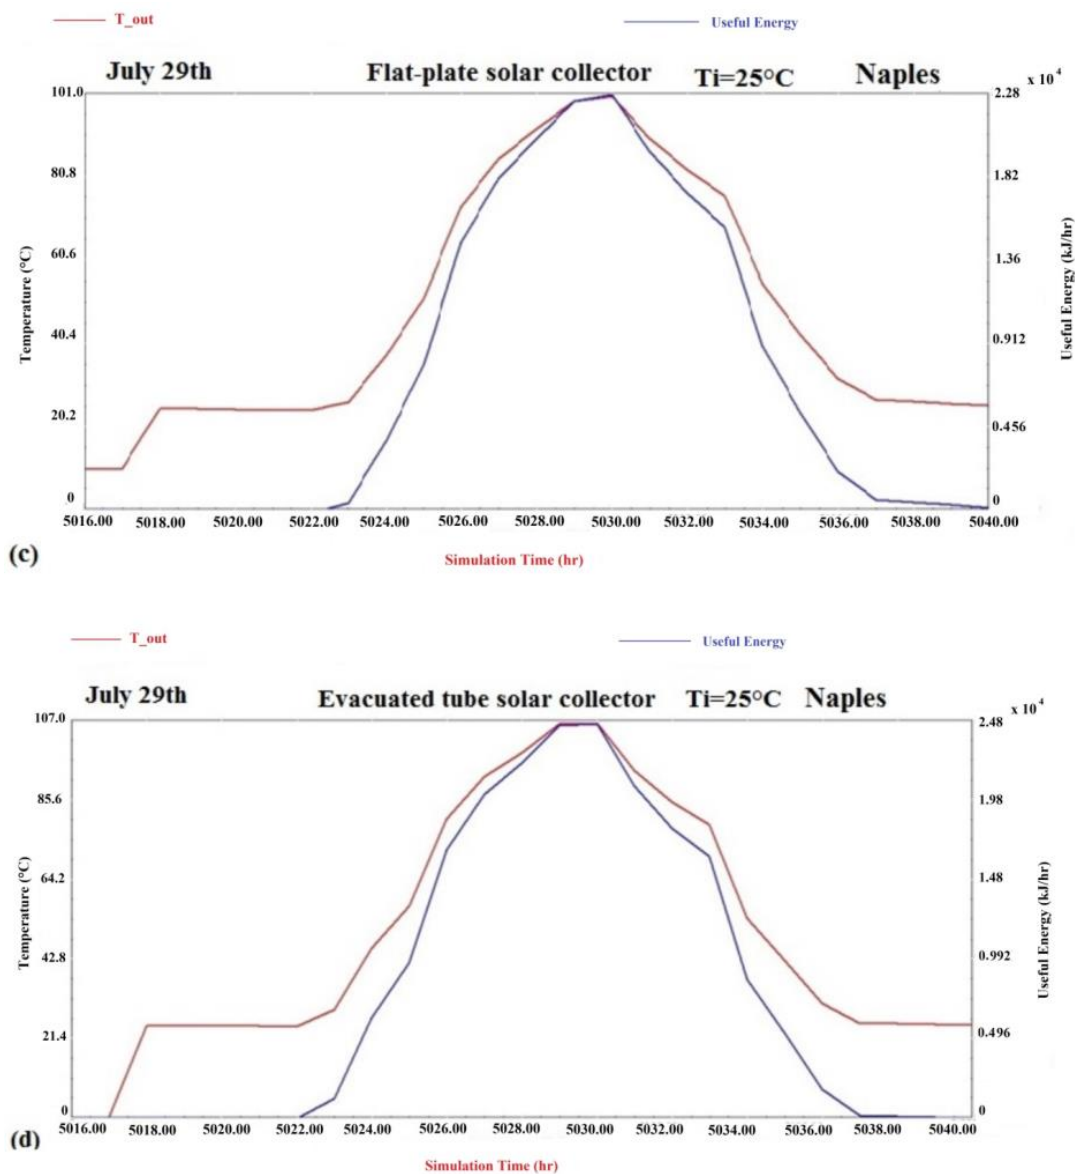 T_out Useful Energy
July 29th Flat-plate solar collector Ti=25°C Naples x 10⁴
101.0 2.28
80.8 1.82
60.6 1.36
40.4 0.912
20.2 0.456
0 0
Temperature (°C)
Useful Energy (kJ/hr)
5016.00 5018.00 5020.00 5022.00 5024.00 5026.00 5028.00 5030.00 5032.00 5034.00 5036.00 5038.00 5040.00
(c)
Simulation Time (hr)
T_out Useful Energy
July 29th Evacuated tube solar collector Ti=25°C Naples x 10⁴
107.0 2.48
85.6 1.98
64.2 1.48
42.8 0.992
21.4 0.496
0 0
Temperature (°C)
Useful Energy (kJ/hr)
5016.00 5018.00 5020.00 5022.00 5024.00 5026.00 5028.00 5030.00 5032.00 5034.00 5036.00 5038.00 5040.00
(d)
Simulation Time (hr)